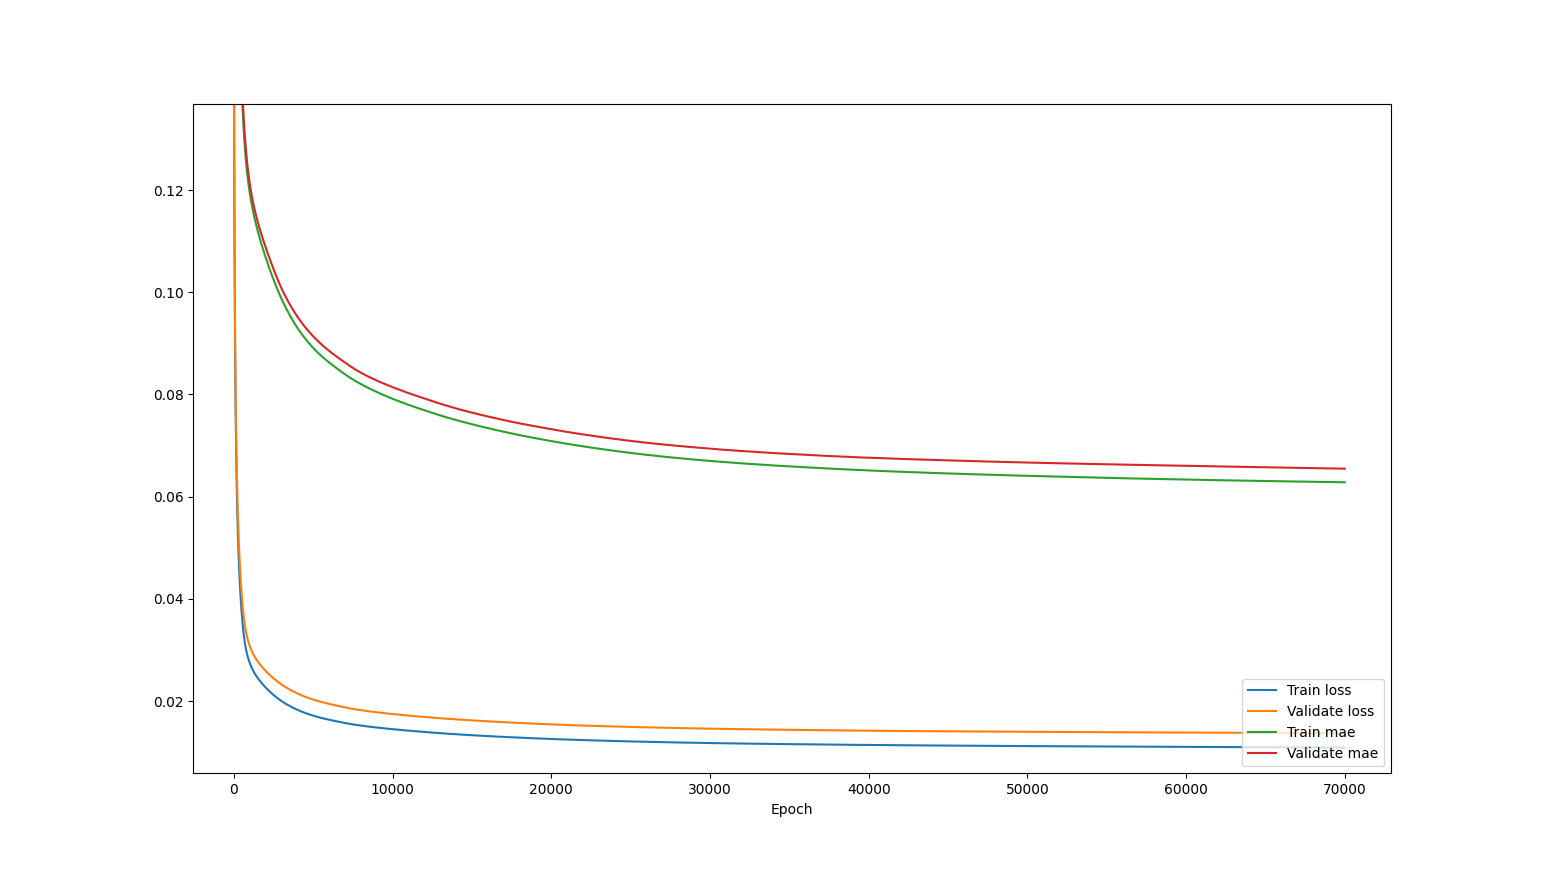 0.12
0.10
0.08
0.06
0.04
0.02
Train loss
Validate loss
Train mae
Validate mae
0 10000 20000 30000 40000 50000 60000 70000
Epoch